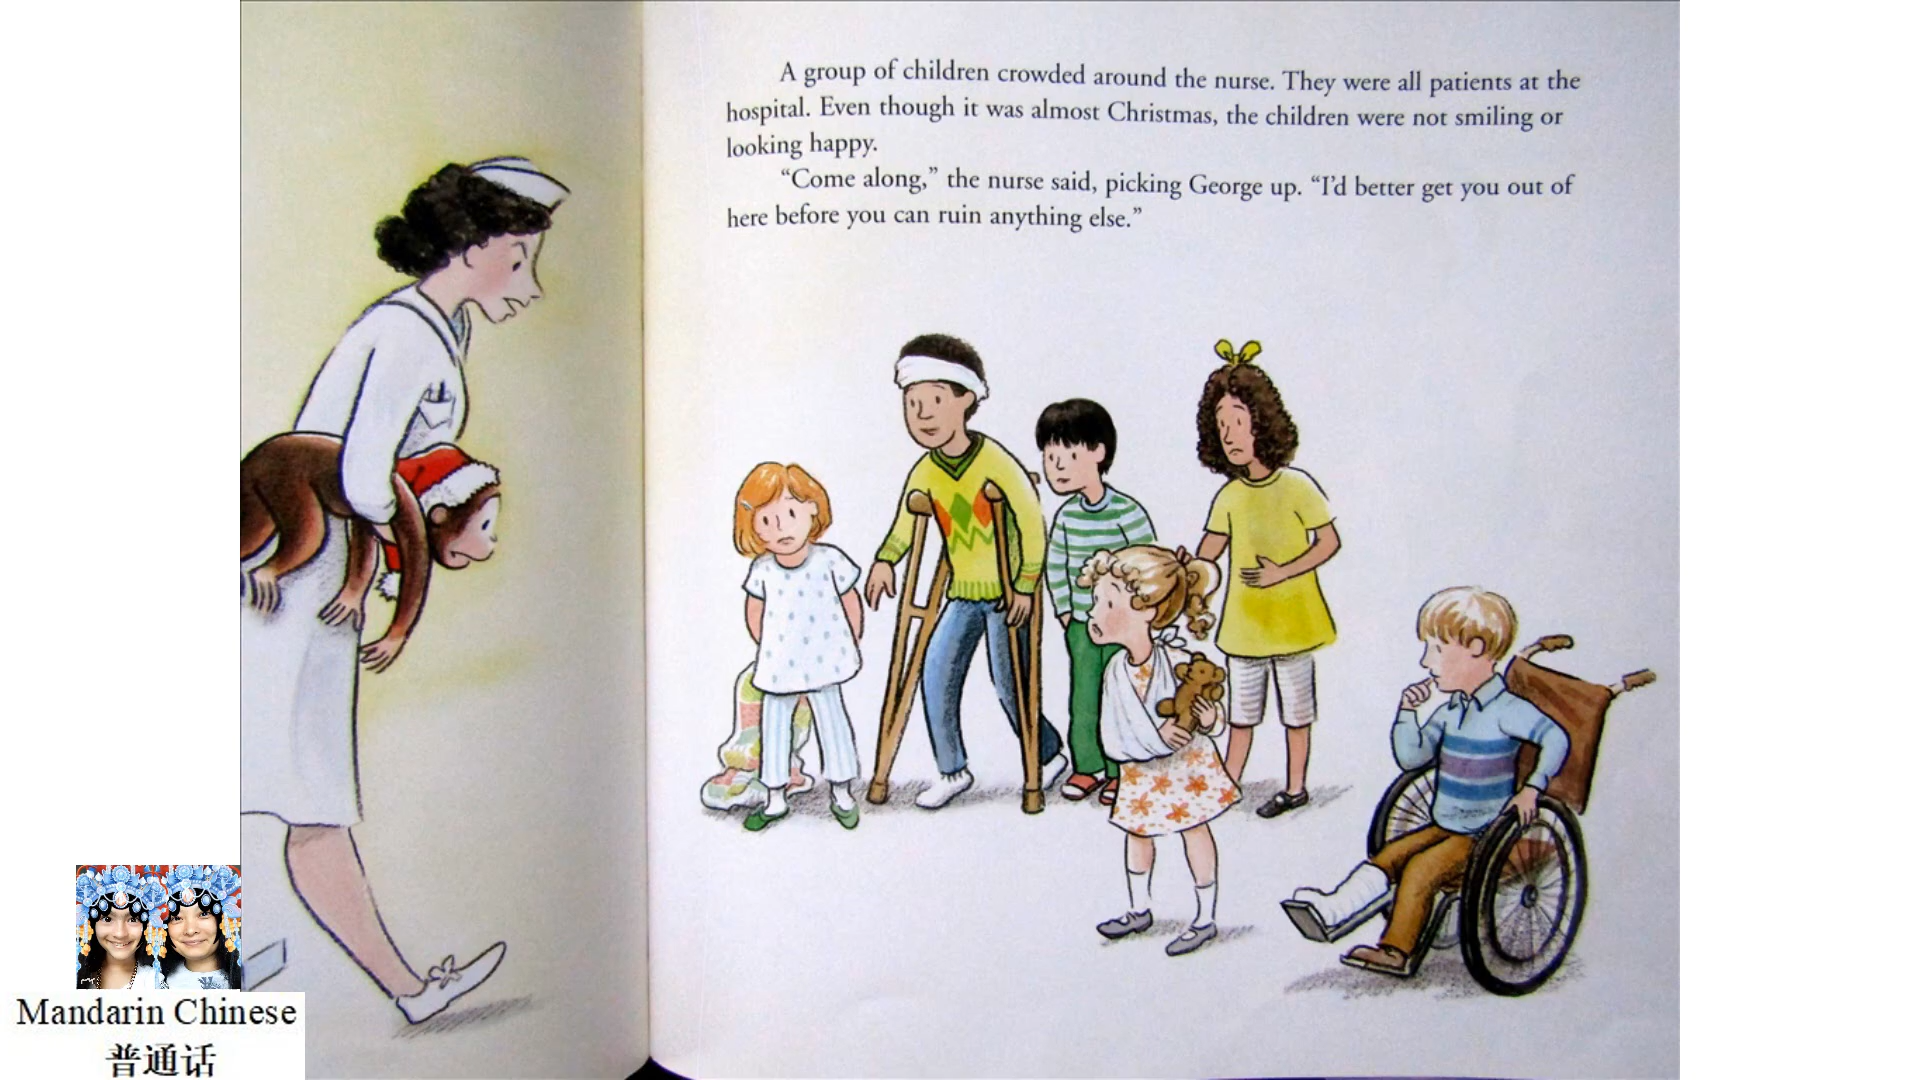 A group of children crowded around the nurse. They were all patients at the
hospital. Even though it was almost Christmas, the children were not smiling or
looking happy.
“Come along,” the nurse said, picking George up. “I’d better get you out of
here before you can ruin anything else.”
Mandarin Chinese
普通话